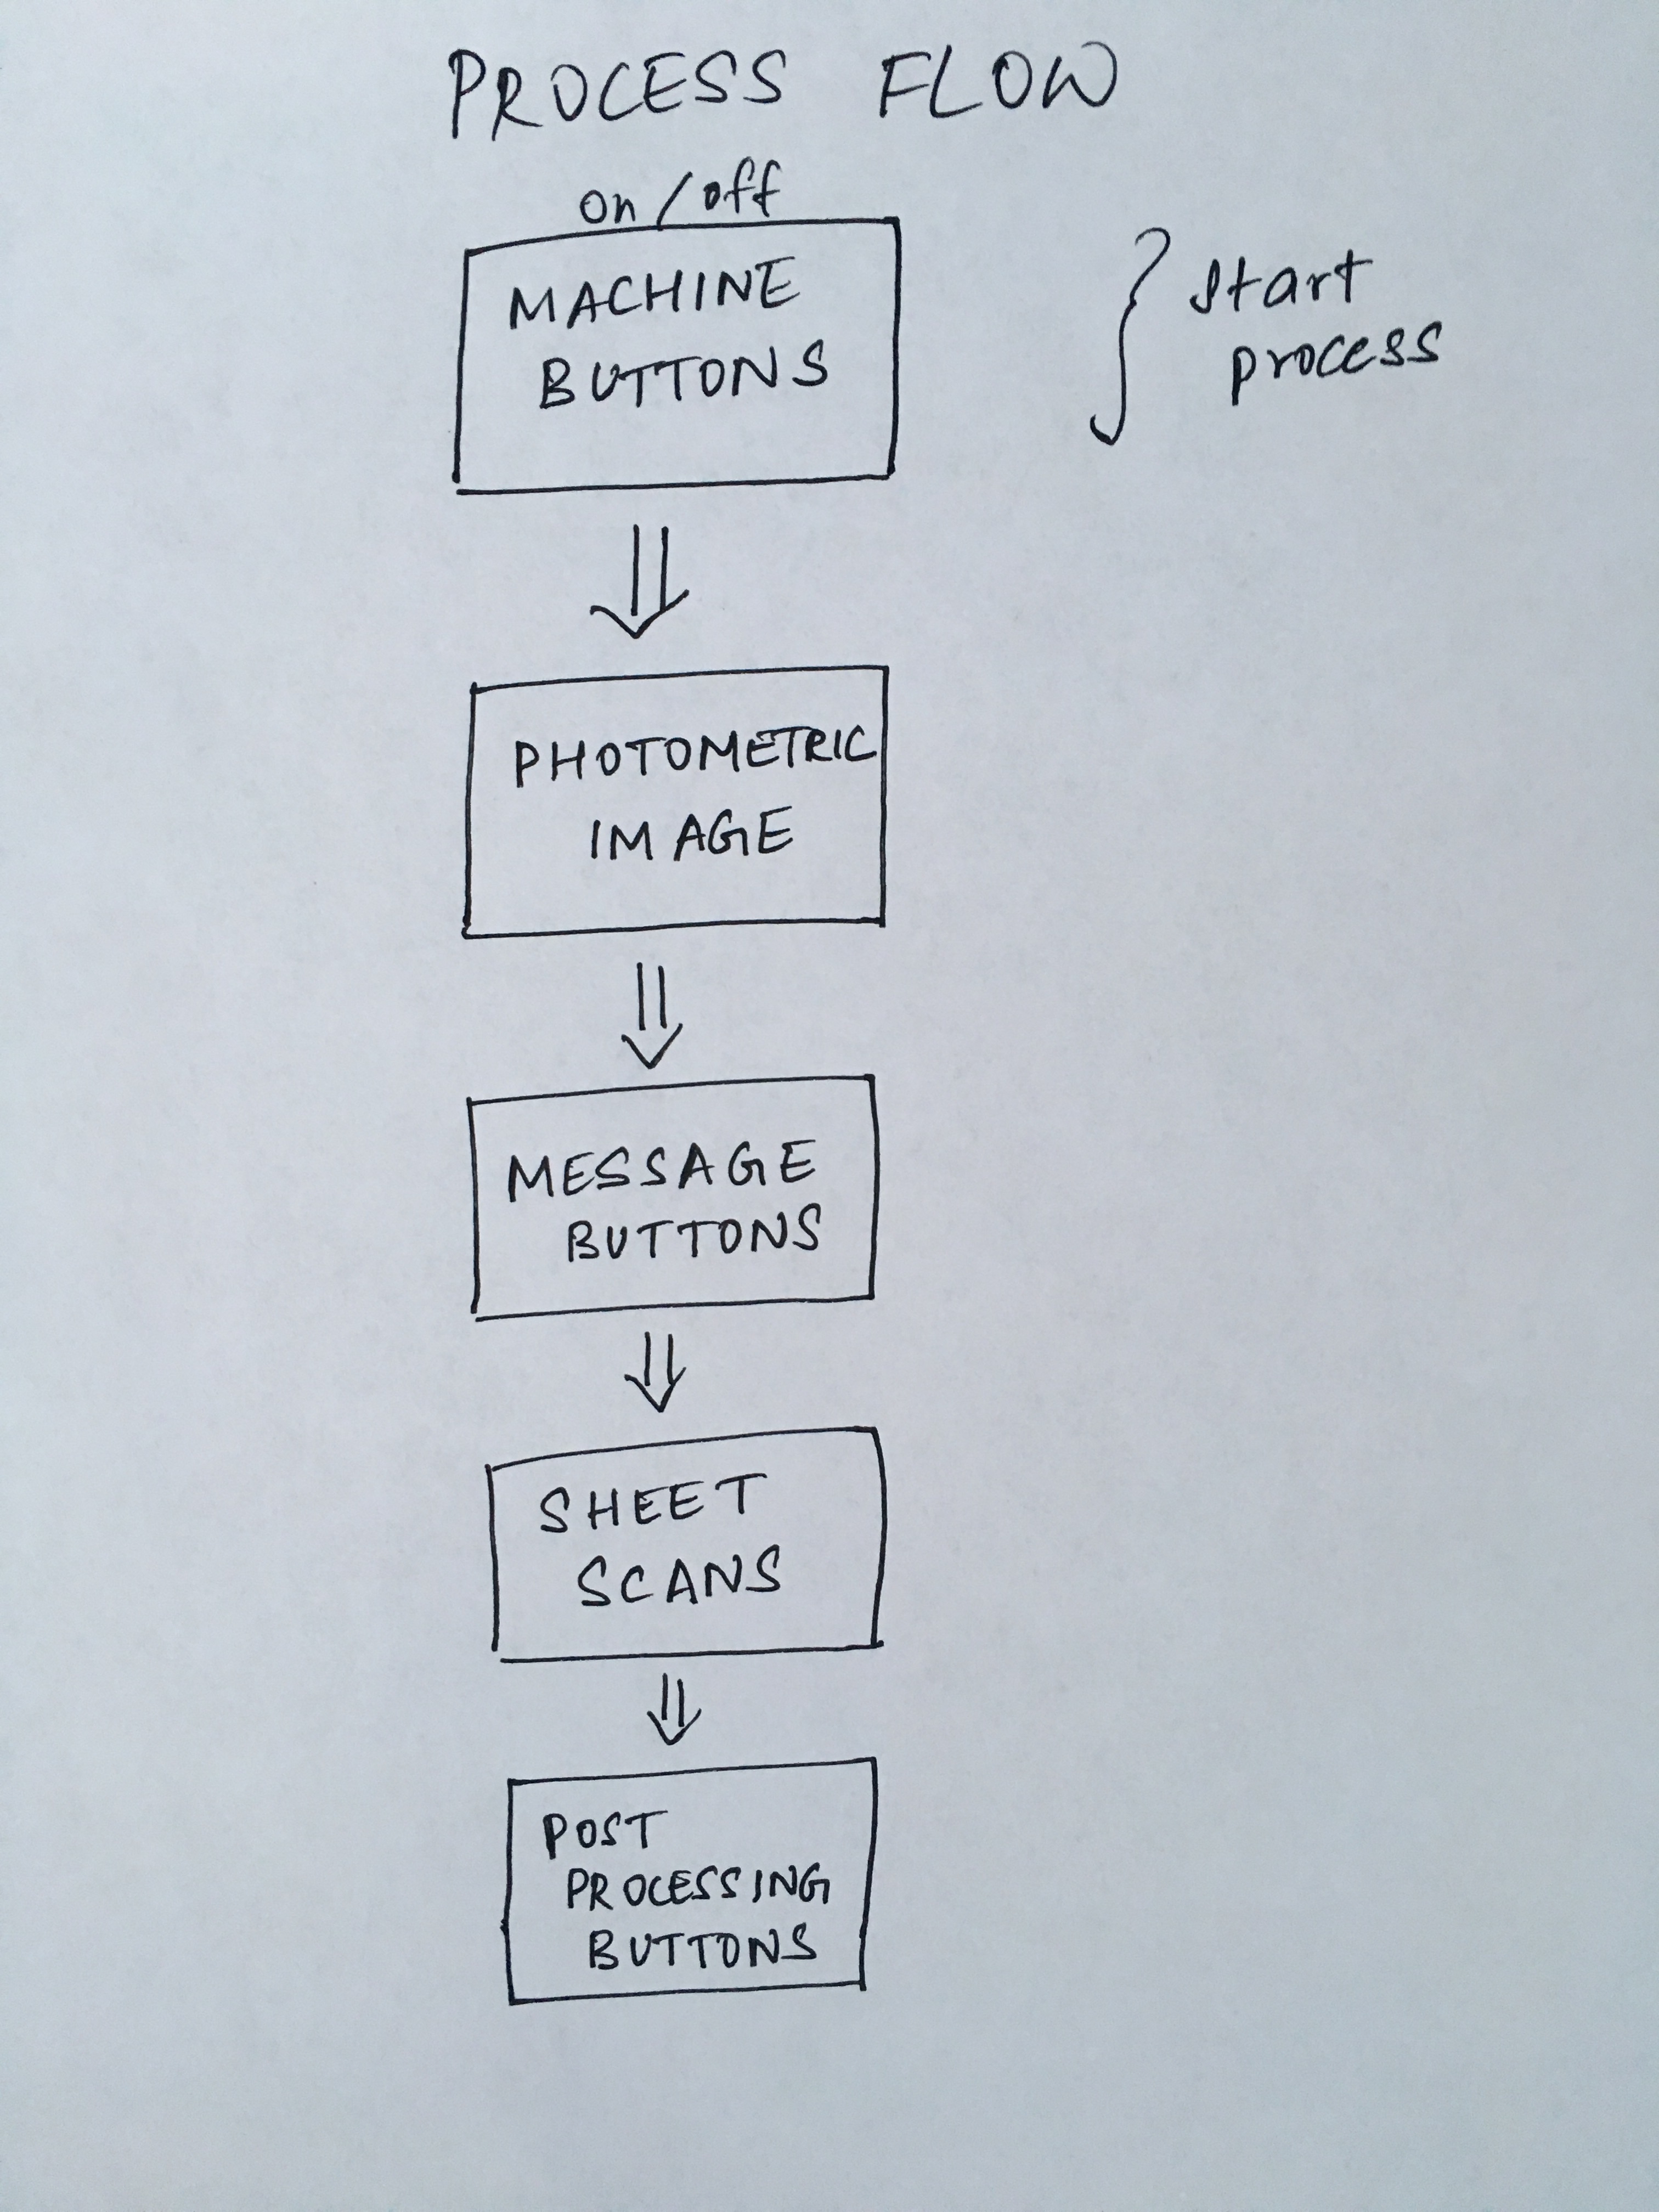 PROCESS FLOW
on/off
MACHINE
BUTTONS
start
process
PHOTOMETRIC
IMAGE
MESSAGE
BUTTONS
SHEET
SCANS
POST
PROCESSING
BUTTONS